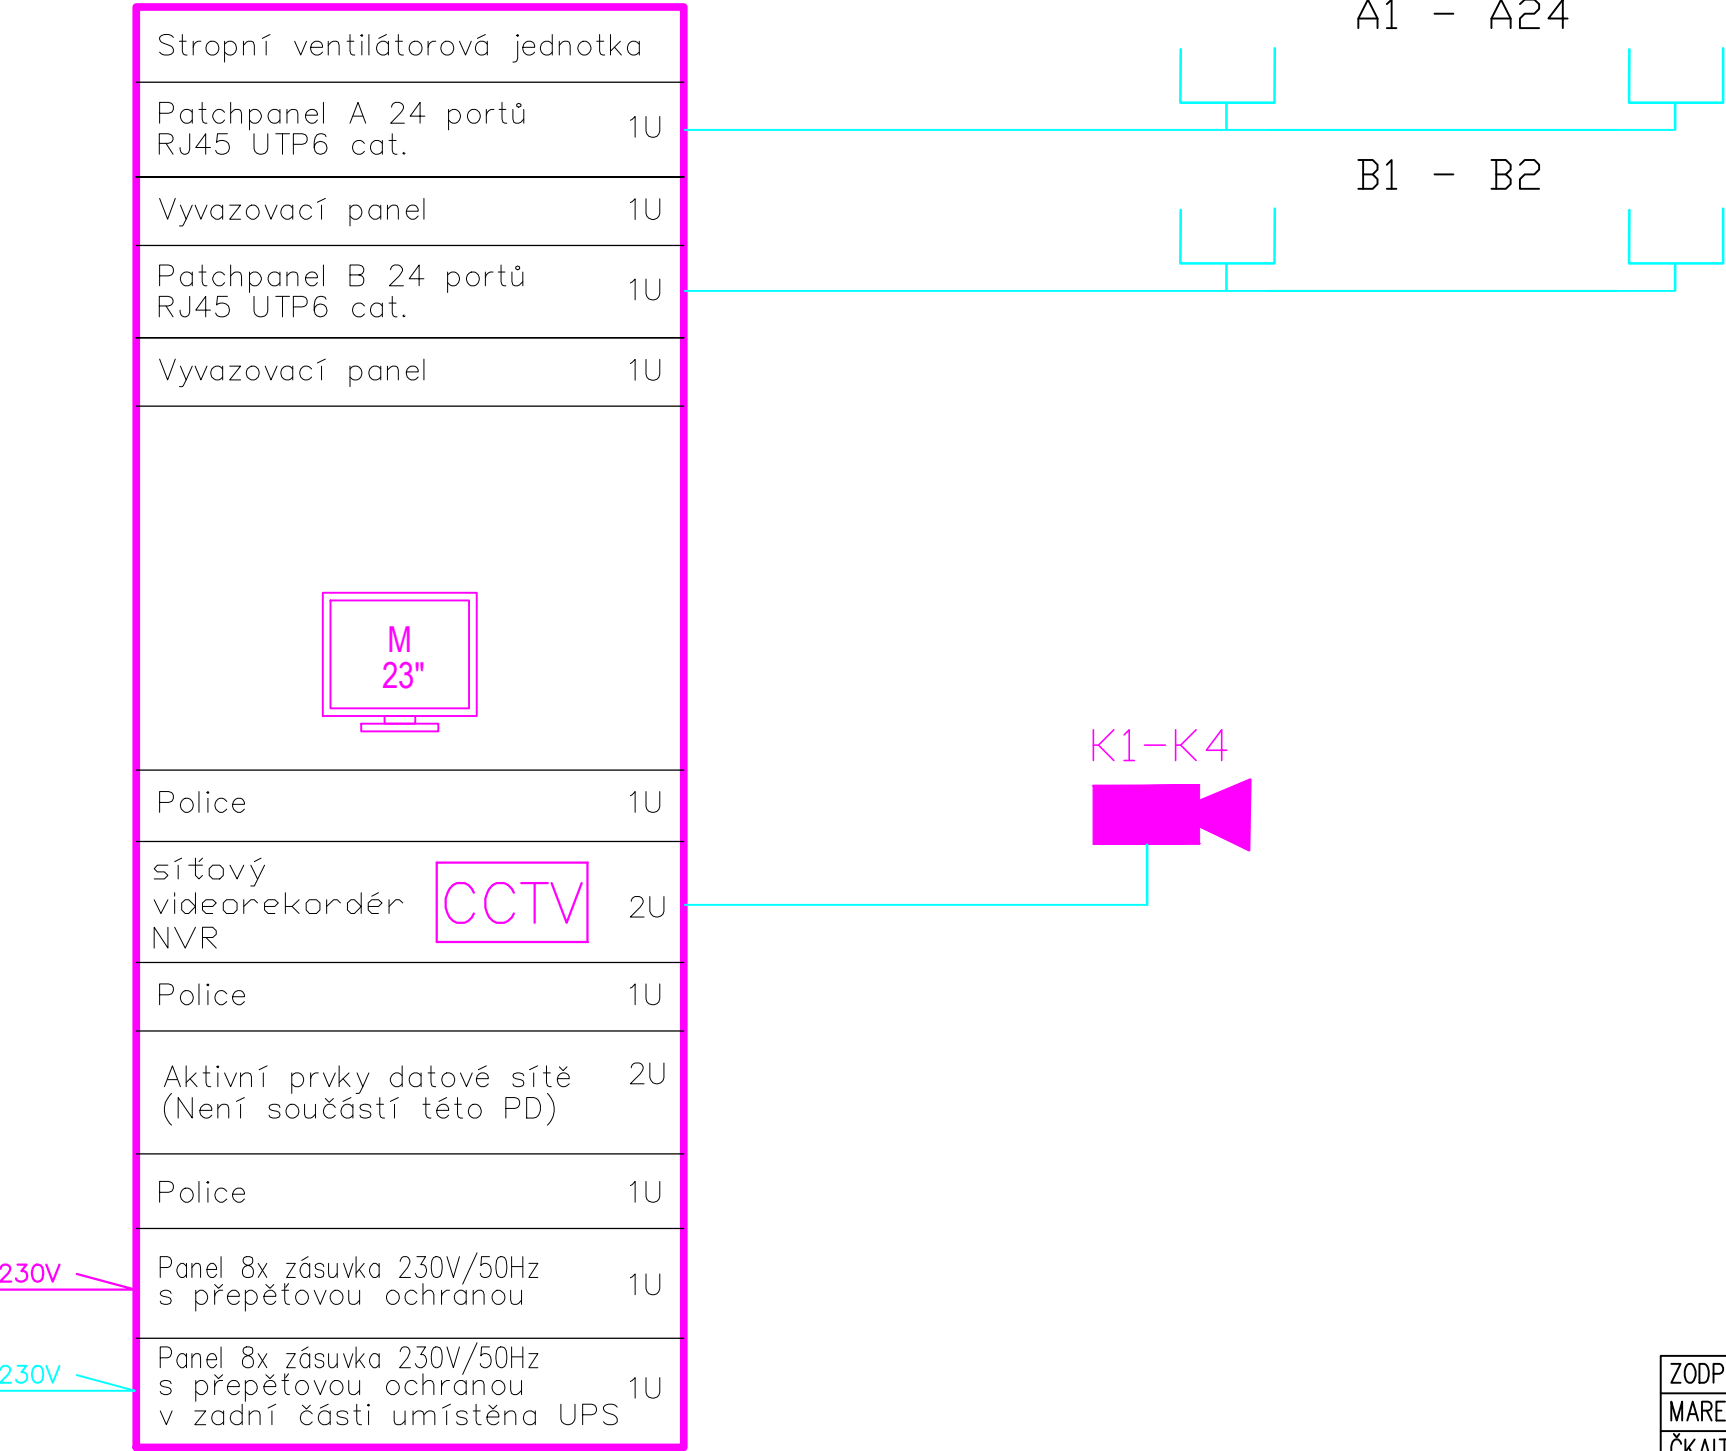 Stropní ventilátorová jednotka
A1 - A24
Patchpanel A 24 portů
RJ45 UTP6 cat.
1U
Vyvazovací panel 1U
B1 - B2
Patchpanel B 24 portů
RJ45 UTP6 cat.
1U
Vyvazovací panel 1U
M
23"
K1-K4
Police 1U
síťový
videorekordér
NVR
CCTV
2U
Police 1U
Aktivní prvky datové sítě
(Není součástí této PD)
2U
Police 1U
230V
Panel 8x zásuvka 230V/50Hz
s přepěťovou ochranou
1U
230V
Panel 8x zásuvka 230V/50Hz
s přepěťovou ochranou
v zadní části umístěna UPS
1U
ZODP
MARE
ČKAIT